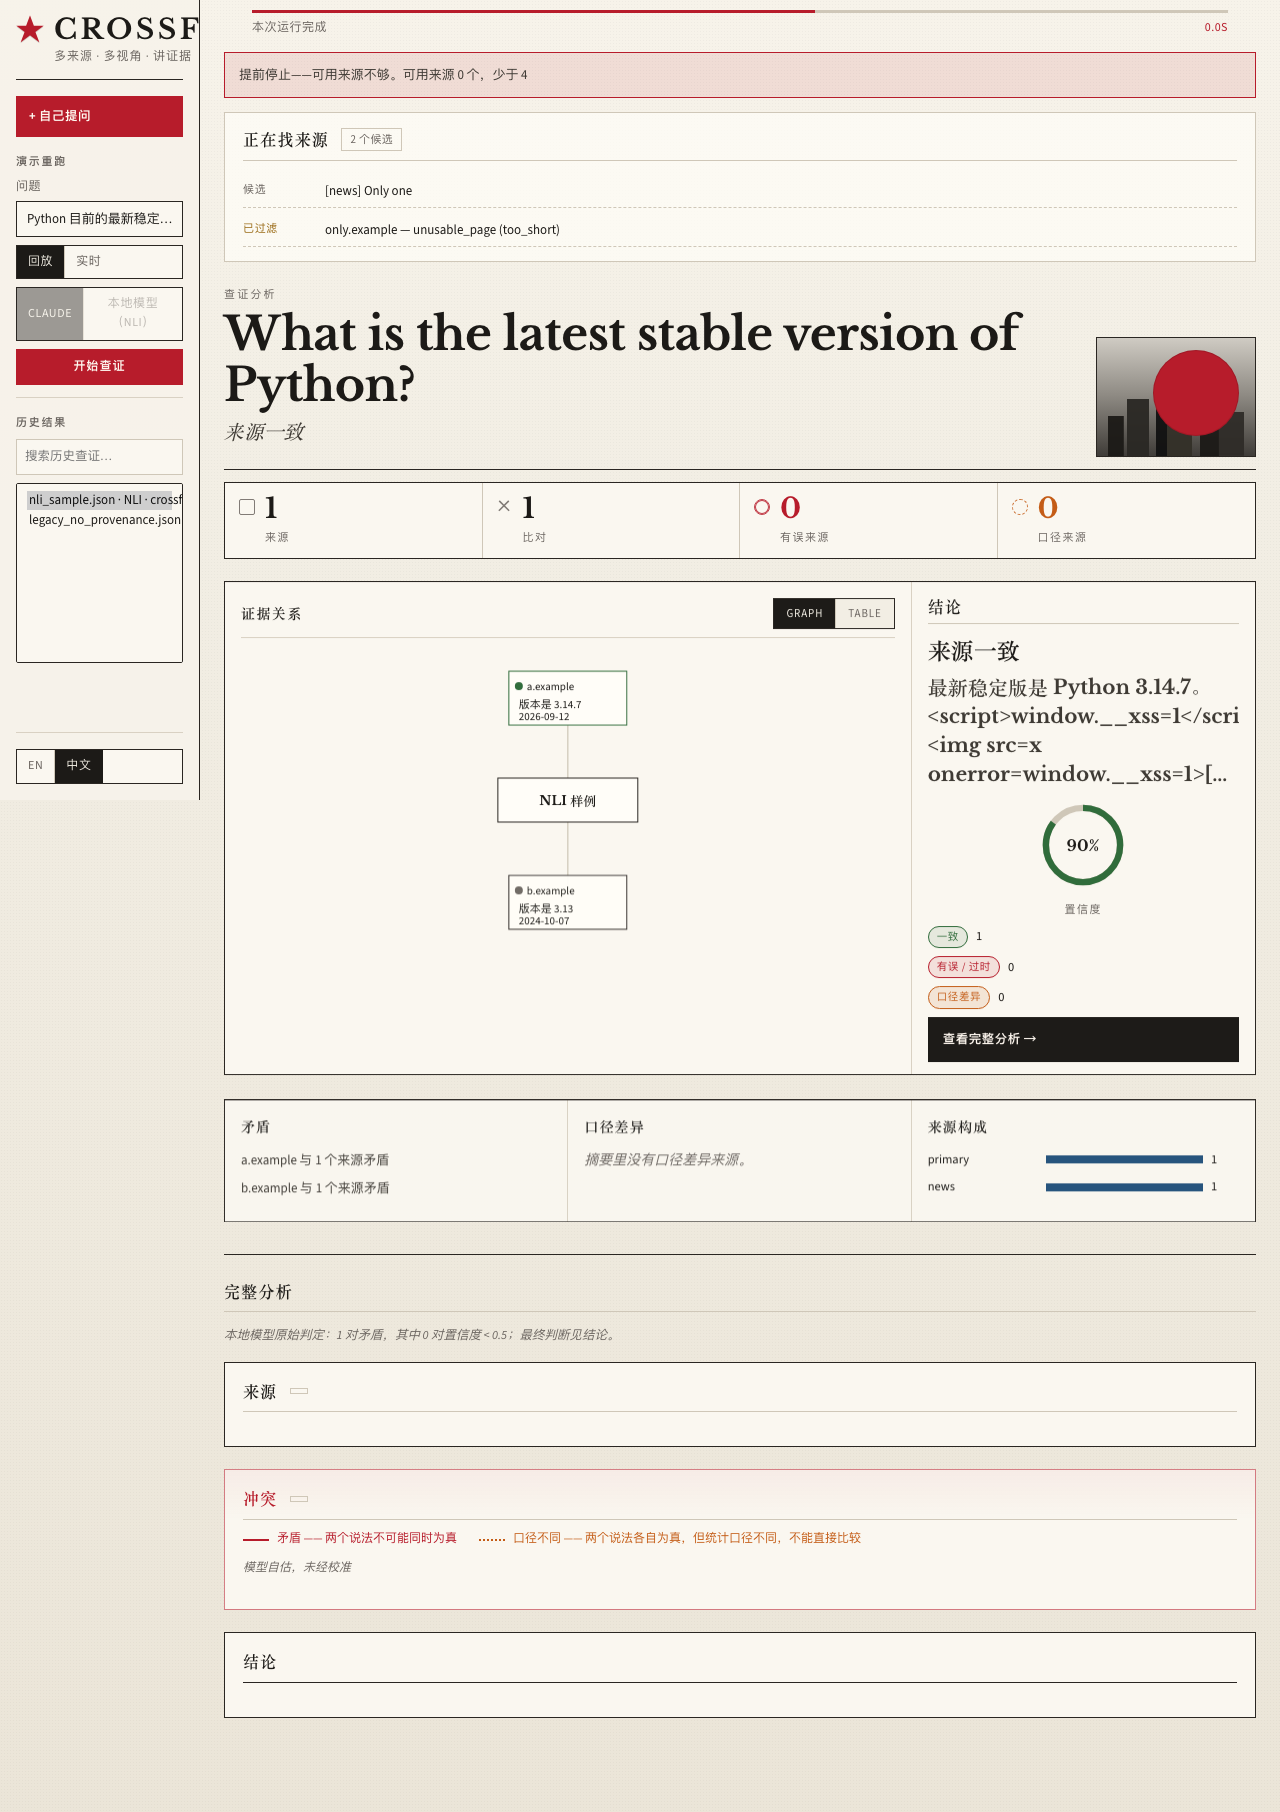 ★ CROSSF
多来源 · 多视角 · 讲证据
+ 自己提问
演示重跑
问题
Python 目前的最新稳定…
回放 实时
CLAUDE 本地模型
(NLI)
开始查证
历史结果
搜索历史查证…
nli_sample.json · NLI · crossf
legacy_no_provenance.json
EN 中文
本次运行完成 0.0S
提前停止——可用来源不够。可用来源 0 个，少于 4
正在找来源 2 个候选
候选 [news] Only one
已过滤 only.example — unusable_page (too_short)
查证分析
What is the latest stable version of
Python?
来源一致
1 来源
× 1 比对
0 有误来源
0 口径来源
证据关系 GRAPH TABLE
a.example
版本是 3.14.7
2026-09-12
NLI 样例
b.example
版本是 3.13
2024-10-07
结论
来源一致
最新稳定版是 Python 3.14.7。
<script>window.__xss=1</scri
<img src=x
onerror=window.__xss=1>[…
90%
置信度
一致 1
有误 / 过时 0
口径差异 0
查看完整分析 →
矛盾
a.example 与 1 个来源矛盾
b.example 与 1 个来源矛盾
口径差异
摘要里没有口径差异来源。
来源构成
primary 1
news 1
完整分析
本地模型原始判定：1 对矛盾，其中 0 对置信度 < 0.5；最终判断见结论。
来源
冲突
矛盾 —— 两个说法不可能同时为真 口径不同 —— 两个说法各自为真，但统计口径不同，不能直接比较
模型自估，未经校准
结论